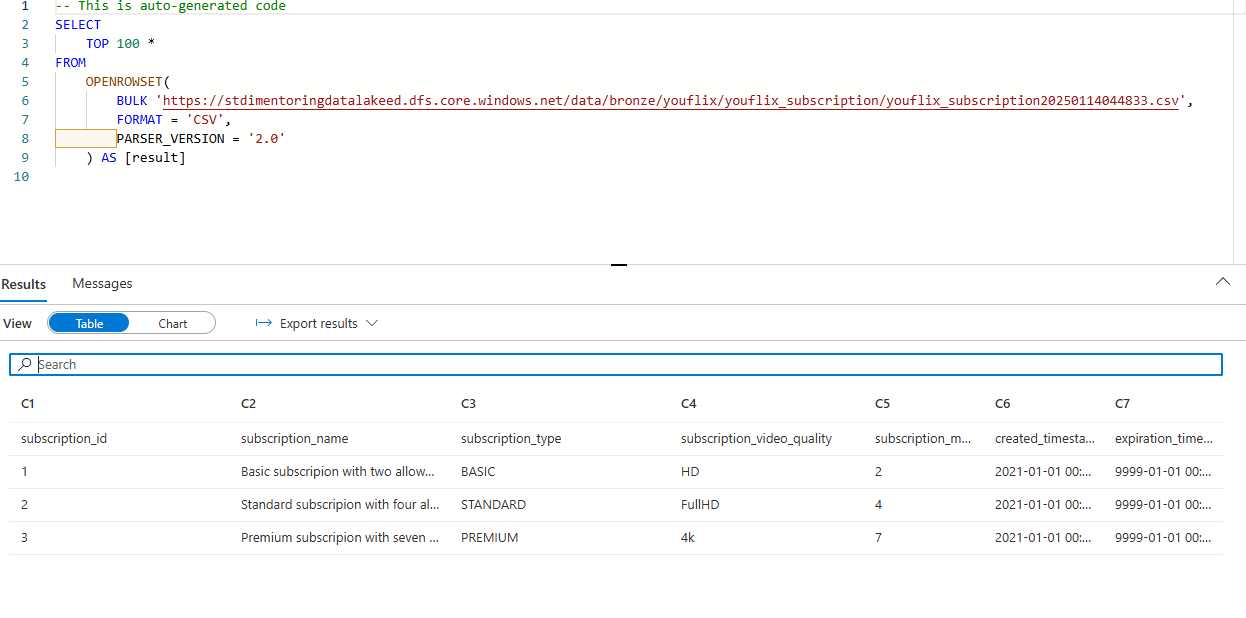 1 -- This is auto-generated code
2 SELECT
3 TOP 100 *
4 FROM
5 OPENROWSET(
6 BULK 'https://stdimentoringdatalakeed.dfs.core.windows.net/data/bronze/youflix/youflix_subscription/youflix_subscription20250114044833.csv',
7 FORMAT = 'CSV',
8 PARSER_VERSION = '2.0'
9 ) AS [result]
10
Results Messages
View Table Chart Export results
Search
C1 C2 C3 C4 C5 C6 C7
subscription_id subscription_name subscription_type subscription_video_quality subscription_m... created_timesta... expiration_time...
1 Basic subscripion with two allow... BASIC HD 2 2021-01-01 00:... 9999-01-01 00:...
2 Standard subscripion with four al... STANDARD FullHD 4 2021-01-01 00:... 9999-01-01 00:...
3 Premium subscripion with seven ... PREMIUM 4k 7 2021-01-01 00:... 9999-01-01 00:...